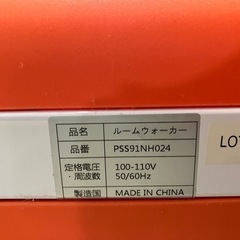 品名 ルームウォーカー
品番 PSS91NH024
定格電圧・周波数 100-110V 50/60Hz
製造国 MADE IN CHINA
LOT